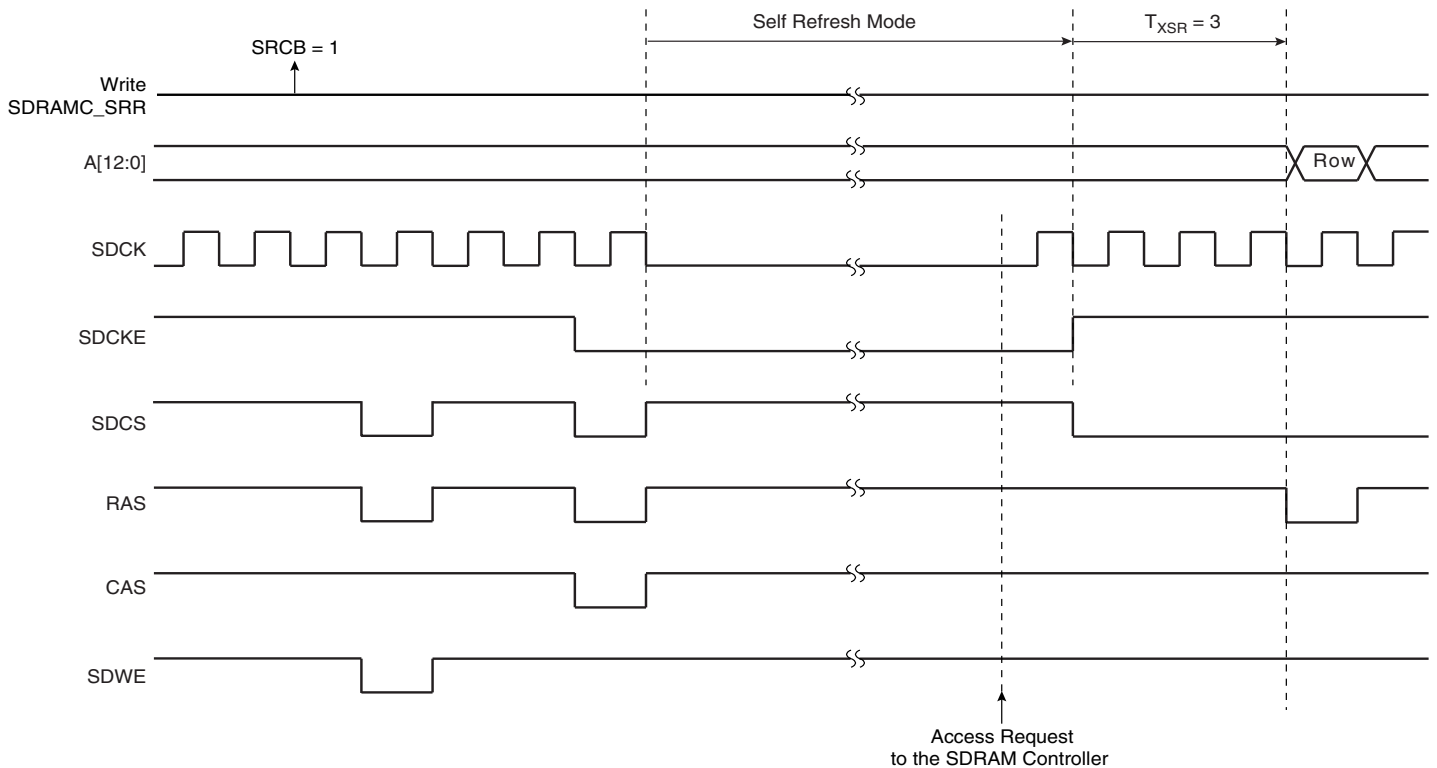 Self Refresh Mode
TXSR = 3
SRCB = 1
Write
SDRAMC_SRR
A[12:0]
Row
SDCK
SDCKE
SDCS
RAS
CAS
SDWE
Access Request
to the SDRAM Controller